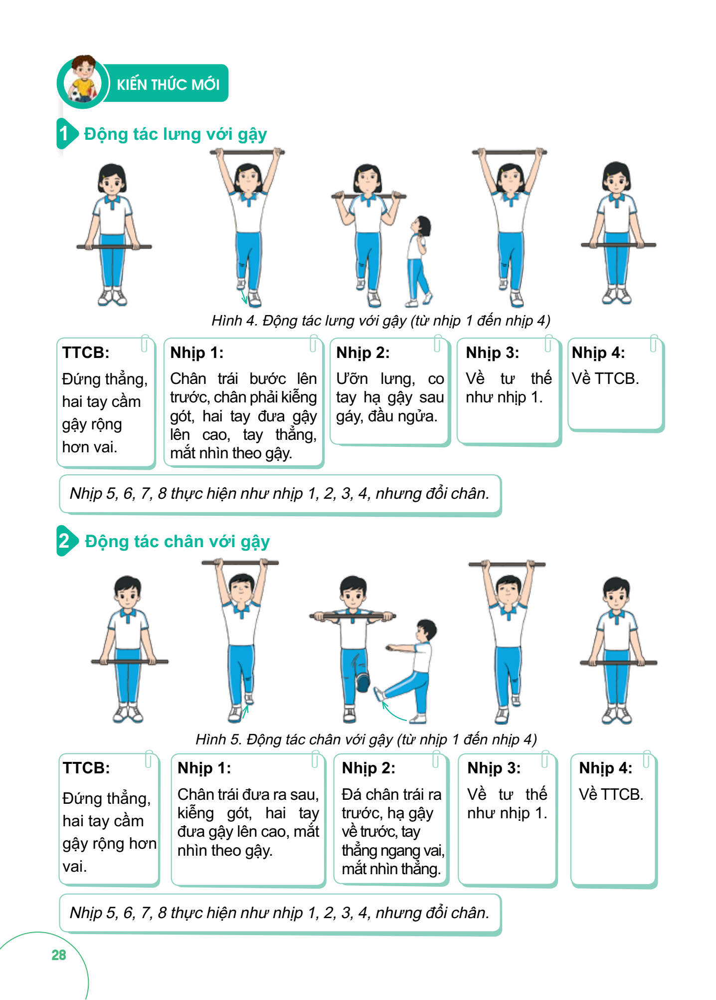 KIẾN THỨC MỚI
1 Động tác lưng với gậy
Hình 4. Động tác lưng với gậy (từ nhịp 1 đến nhịp 4)
TTCB:
Đứng thẳng,
hai tay cầm
gậy rộng
hơn vai.
Nhịp 1:
Chân trái bước lên
trước, chân phải kiễng
gót, hai tay đưa gậy
lên cao, tay thẳng,
mắt nhìn theo gậy.
Nhịp 2:
Ưỡn lưng, co
tay hạ gậy sau
gáy, đầu ngửa.
Nhịp 3:
Về tư thế
như nhịp 1.
Nhịp 4:
Về TTCB.
Nhịp 5, 6, 7, 8 thực hiện như nhịp 1, 2, 3, 4, nhưng đổi chân.
2 Động tác chân với gậy
Hình 5. Động tác chân với gậy (từ nhịp 1 đến nhịp 4)
TTCB:
Đứng thẳng,
hai tay cầm
gậy rộng hơn
vai.
Nhịp 1:
Chân trái đưa ra sau,
kiễng gót, hai tay
đưa gậy lên cao, mắt
nhìn theo gậy.
Nhịp 2:
Đá chân trái ra
trước, hạ gậy
về trước, tay
thẳng ngang vai,
mắt nhìn thẳng.
Nhịp 3:
Về tư thế
như nhịp 1.
Nhịp 4:
Về TTCB.
Nhịp 5, 6, 7, 8 thực hiện như nhịp 1, 2, 3, 4, nhưng đổi chân.
28